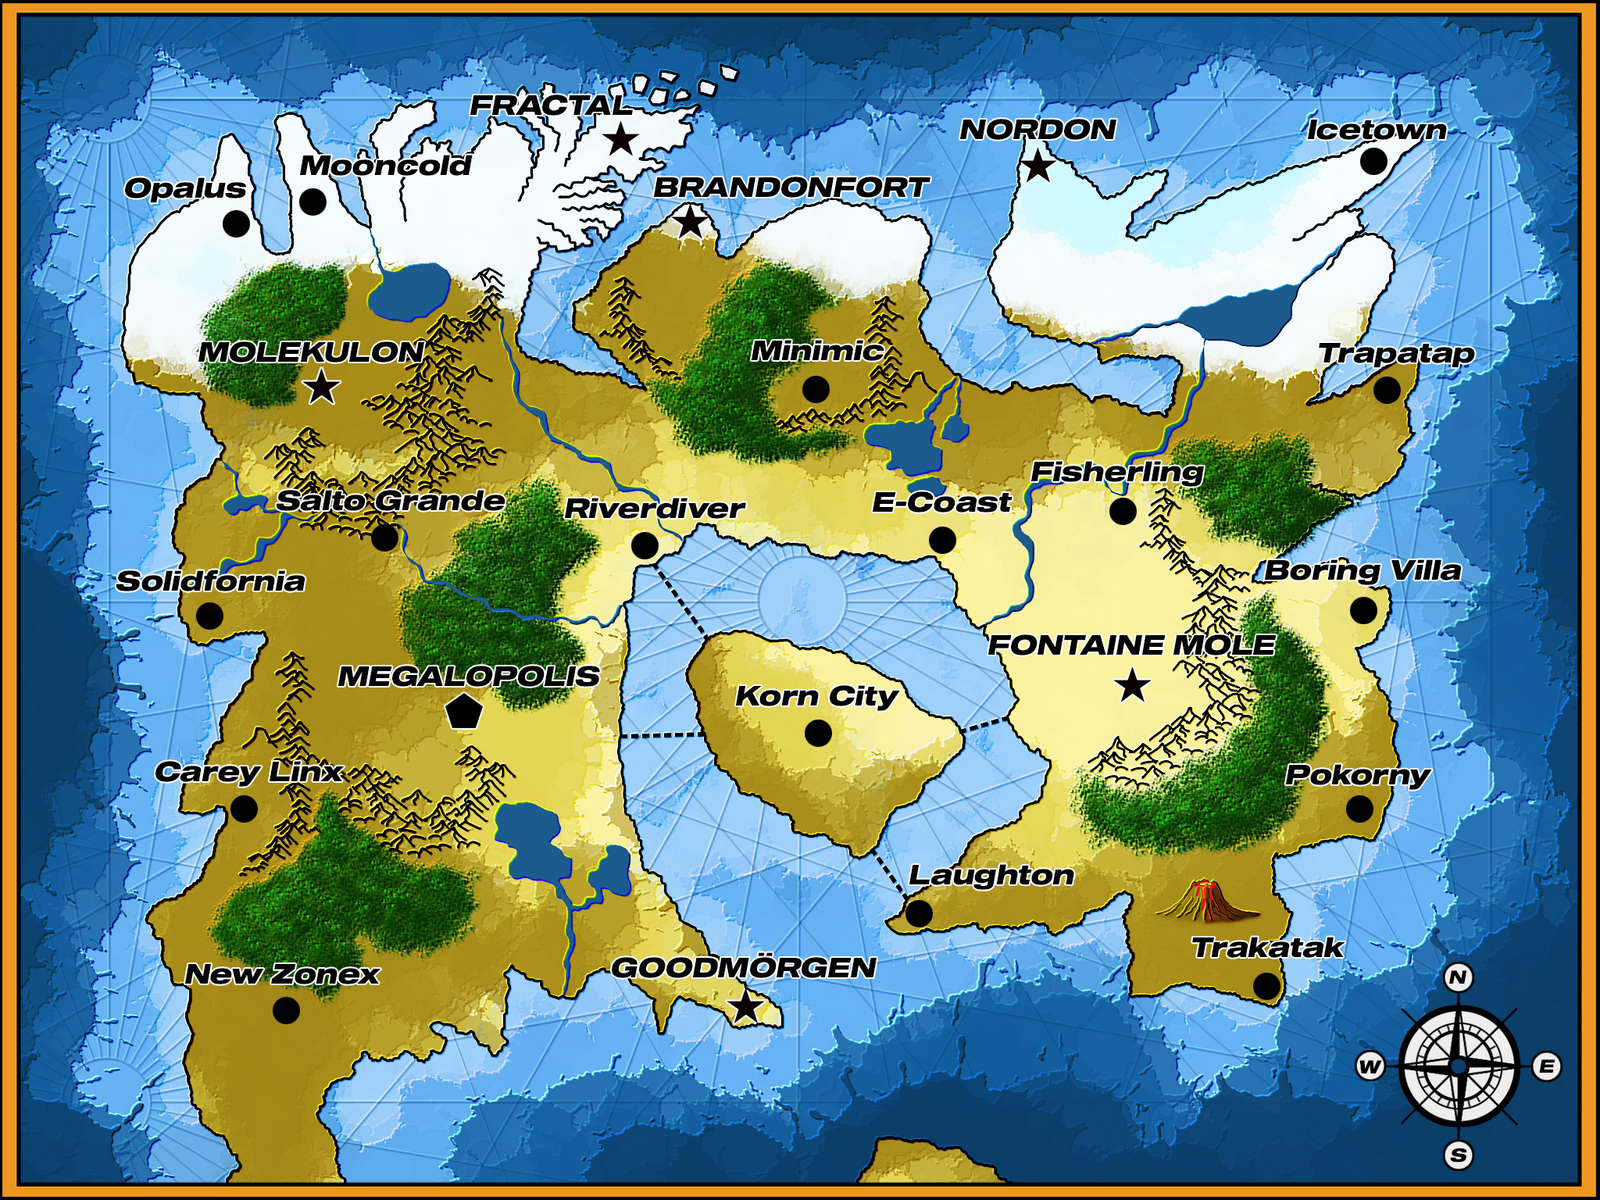 FRACTAL
NORDON
Icetown
Mooncold
Opalus
BRANDONFORT
MOLEKULON
Minimic
Trapatap
Fisherling
Salto Grande
Riverdiver
E-Coast
Solidfornia
Boring Villa
FONTAINE MOLE
MEGALOPOLIS
Korn City
Carey Linx
Pokorny
Laughton
Trakatak
GOODMÖRGEN
New Zonex
N
W
E
S